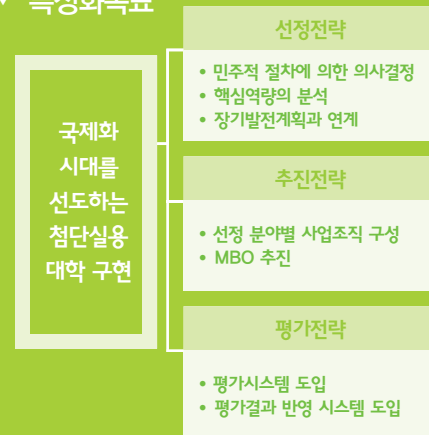 특성화목표
국제화
시대를
선도하는
첨단실용
대학 구현
선정전략
• 민주적 절차에 의한 의사결정
• 핵심역량의 분석
• 장기발전계획과 연계
추진전략
• 선정 분야별 사업조직 구성
• MBO 추진
평가전략
• 평가시스템 도입
• 평가결과 반영 시스템 도입